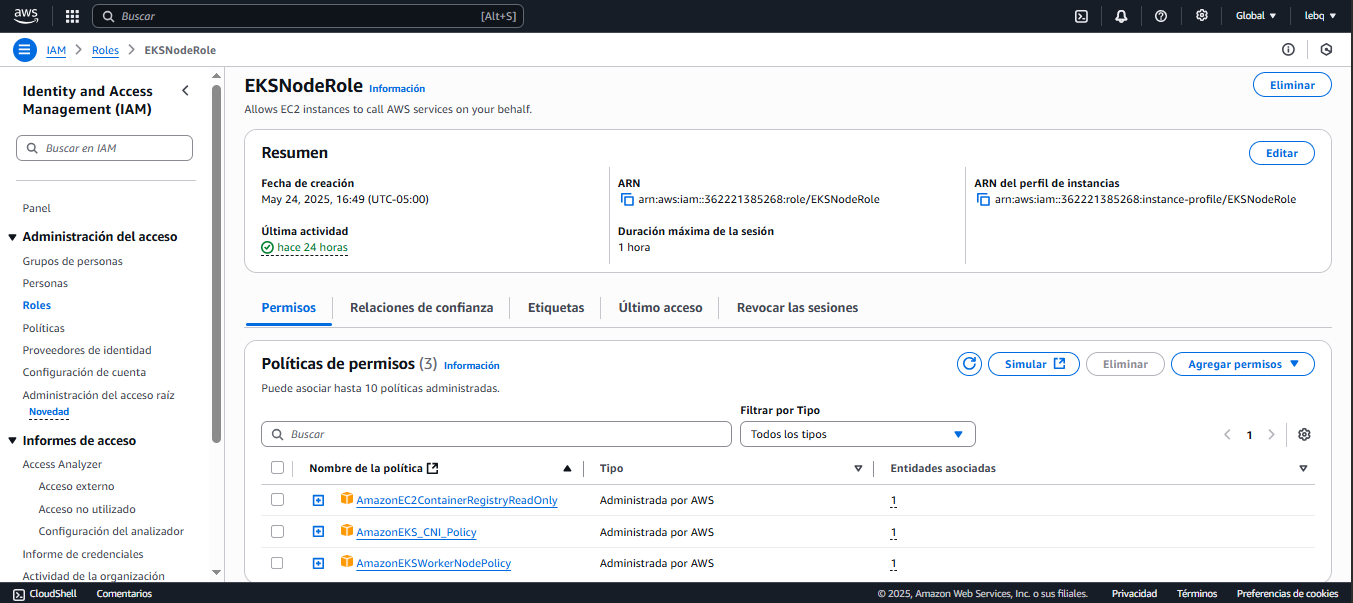 aws
Buscar [Alt+S]
Global lebq
IAM Roles EKSNodeRole
Identity and Access
Management (IAM)
Buscar en IAM
Panel
Administración del acceso
Grupos de personas
Personas
Roles
Políticas
Proveedores de identidad
Configuración de cuenta
Administración del acceso raíz
Novedad
Informes de acceso
Access Analyzer
Acceso externo
Acceso no utilizado
Configuración del analizador
Informe de credenciales
Actividad de la organización
EKSNodeRole Información
Eliminar
Allows EC2 instances to call AWS services on your behalf.
Resumen
Editar
Fecha de creación
May 24, 2025, 16:49 (UTC-05:00)
Última actividad
hace 24 horas
ARN
arn:aws:iam::362221385268:role/EKSNodeRole
Duración máxima de la sesión
1 hora
ARN del perfil de instancias
arn:aws:iam::362221385268:instance-profile/EKSNodeRole
Permisos Relaciones de confianza Etiquetas Último acceso Revocar las sesiones
Políticas de permisos (3) Información
Simular Eliminar Agregar permisos
Puede asociar hasta 10 políticas administradas.
Filtrar por Tipo
Buscar
Todos los tipos
1
Nombre de la política Tipo Entidades asociadas
AmazonEC2ContainerRegistryReadOnly Administrada por AWS 1
AmazonEKS_CNI_Policy Administrada por AWS 1
AmazonEKSWorkerNodePolicy Administrada por AWS 1
CloudShell Comentarios © 2025, Amazon Web Services, Inc. o sus filiales. Privacidad Términos Preferencias de cookies